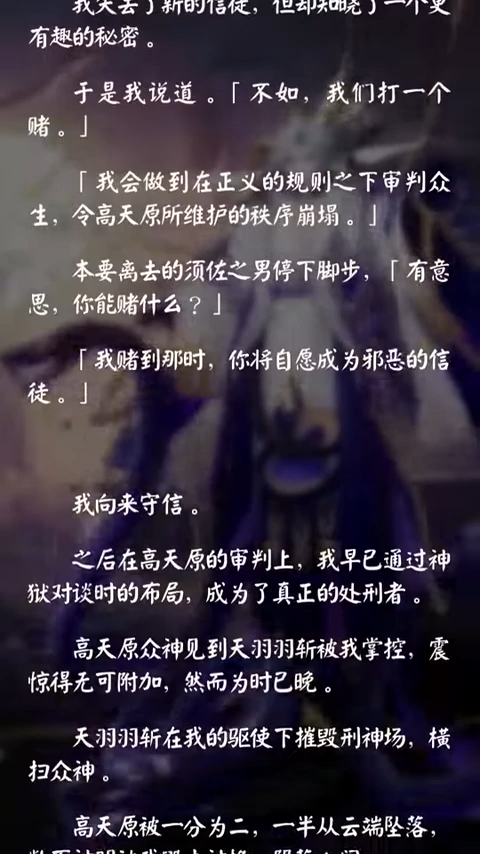 我失去了新的信徒，但却知晓了一个更
有趣的秘密。
于是我说道。「不如，我们打一个
赌。」
「我会做到在正义的规则之下审判众
生，令高天原所维护的秩序崩塌。」
本要离去的须佐之男停下脚步，「有意
思，你能赌什么？」
「我赌到那时，你将自愿成为邪恶的信
徒。」
我向来守信。
之后在高天原的审判上，我早已通过神
狱对谈时的布局，成为了真正的处刑者。
高天原众神见到天羽羽斩被我掌控，震
惊得无可附加，然而为时已晚。
天羽羽斩在我的驱使下摧毁刑神场，横
扫众神。
高天原被一分为二，一半从云端坠落，